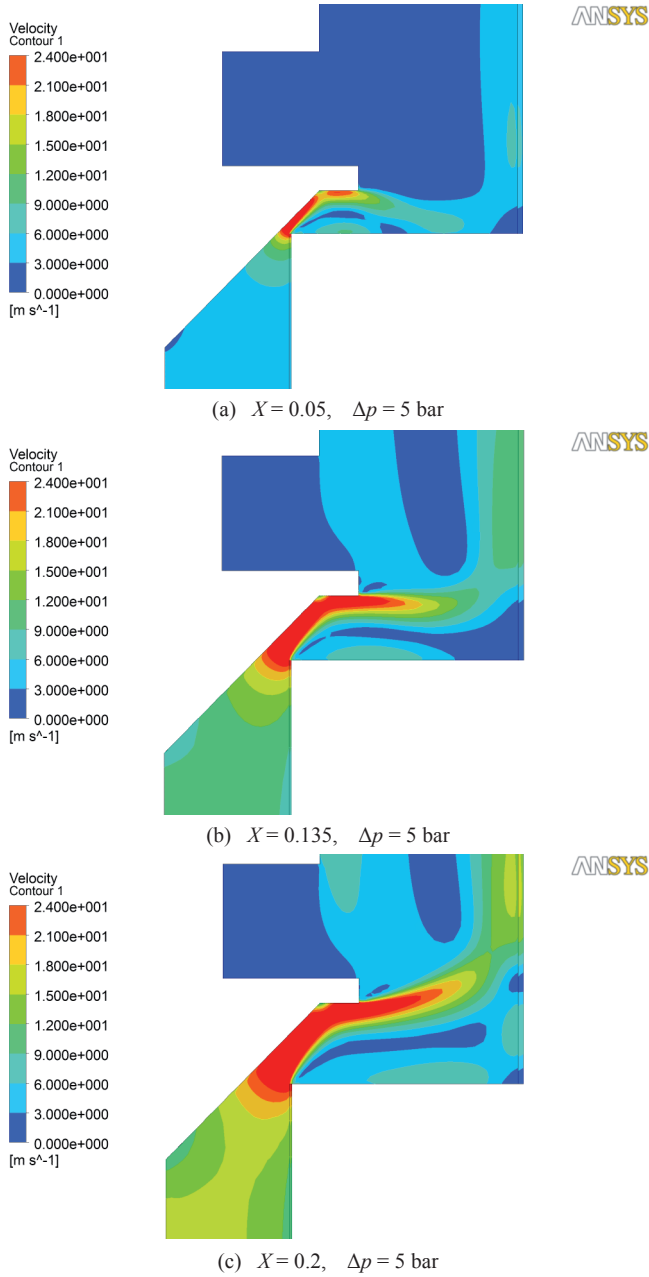 Velocity
Contour 1
2.400e+001
2.100e+001
1.800e+001
1.500e+001
1.200e+001
9.000e+000
6.000e+000
3.000e+000
0.000e+000
[m s^-1]
ANSYS
(a) X = 0.05, Δp = 5 bar
Velocity
Contour 1
2.400e+001
2.100e+001
1.800e+001
1.500e+001
1.200e+001
9.000e+000
6.000e+000
3.000e+000
0.000e+000
[m s^-1]
ANSYS
(b) X = 0.135, Δp = 5 bar
Velocity
Contour 1
2.400e+001
2.100e+001
1.800e+001
1.500e+001
1.200e+001
9.000e+000
6.000e+000
3.000e+000
0.000e+000
[m s^-1]
ANSYS
(c) X = 0.2, Δp = 5 bar